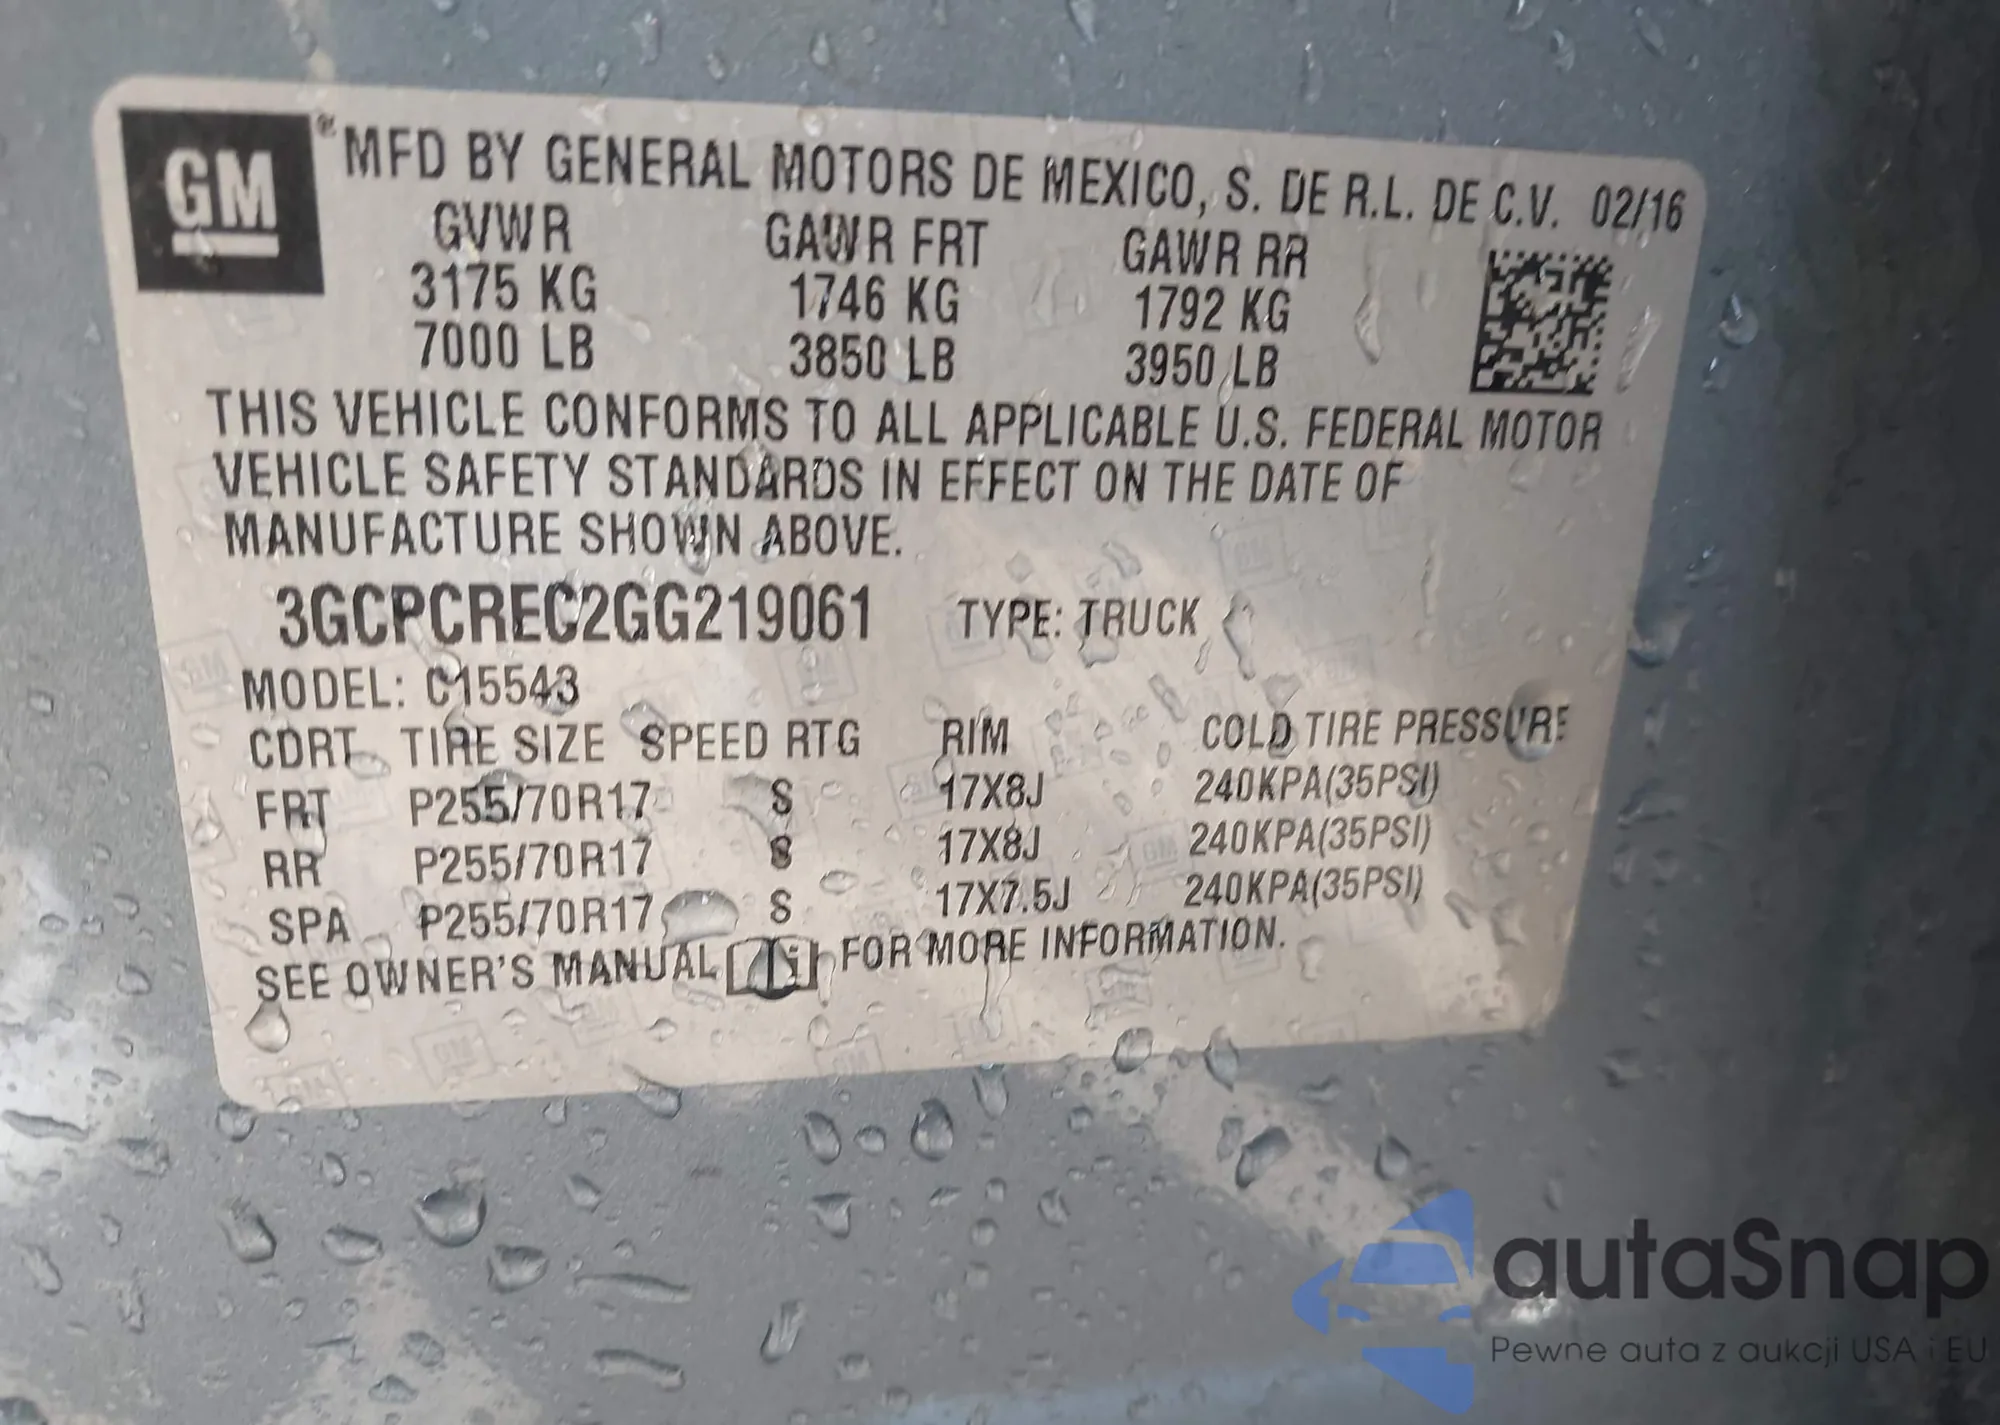 GM ® MFD BY GENERAL MOTORS DE MEXICO, S. DE R.L. DE C.V. 02/16
GVWR GAWR FRT GAWR RR
3175 KG 1746 KG 1792 KG
7000 LB 3850 LB 3950 LB
THIS VEHICLE CONFORMS TO ALL APPLICABLE U.S. FEDERAL MOTOR
VEHICLE SAFETY STANDARDS IN EFFECT ON THE DATE OF
MANUFACTURE SHOWN ABOVE.
3GCPCREC2GG219061 TYPE: TRUCK
MODEL: C15543
CDRT TIRE SIZE SPEED RTG RIM COLD TIRE PRESSURE
FRT P255/70R17 S 17X8J 240KPA(35PSI)
RR P255/70R17 S 17X8J 240KPA(35PSI)
SPA P255/70R17 S 17X7.5J 240KPA(35PSI)
SEE OWNER'S MANUAL i FOR MORE INFORMATION.
autaSnap
Pewne auta z aukcji USA i EU